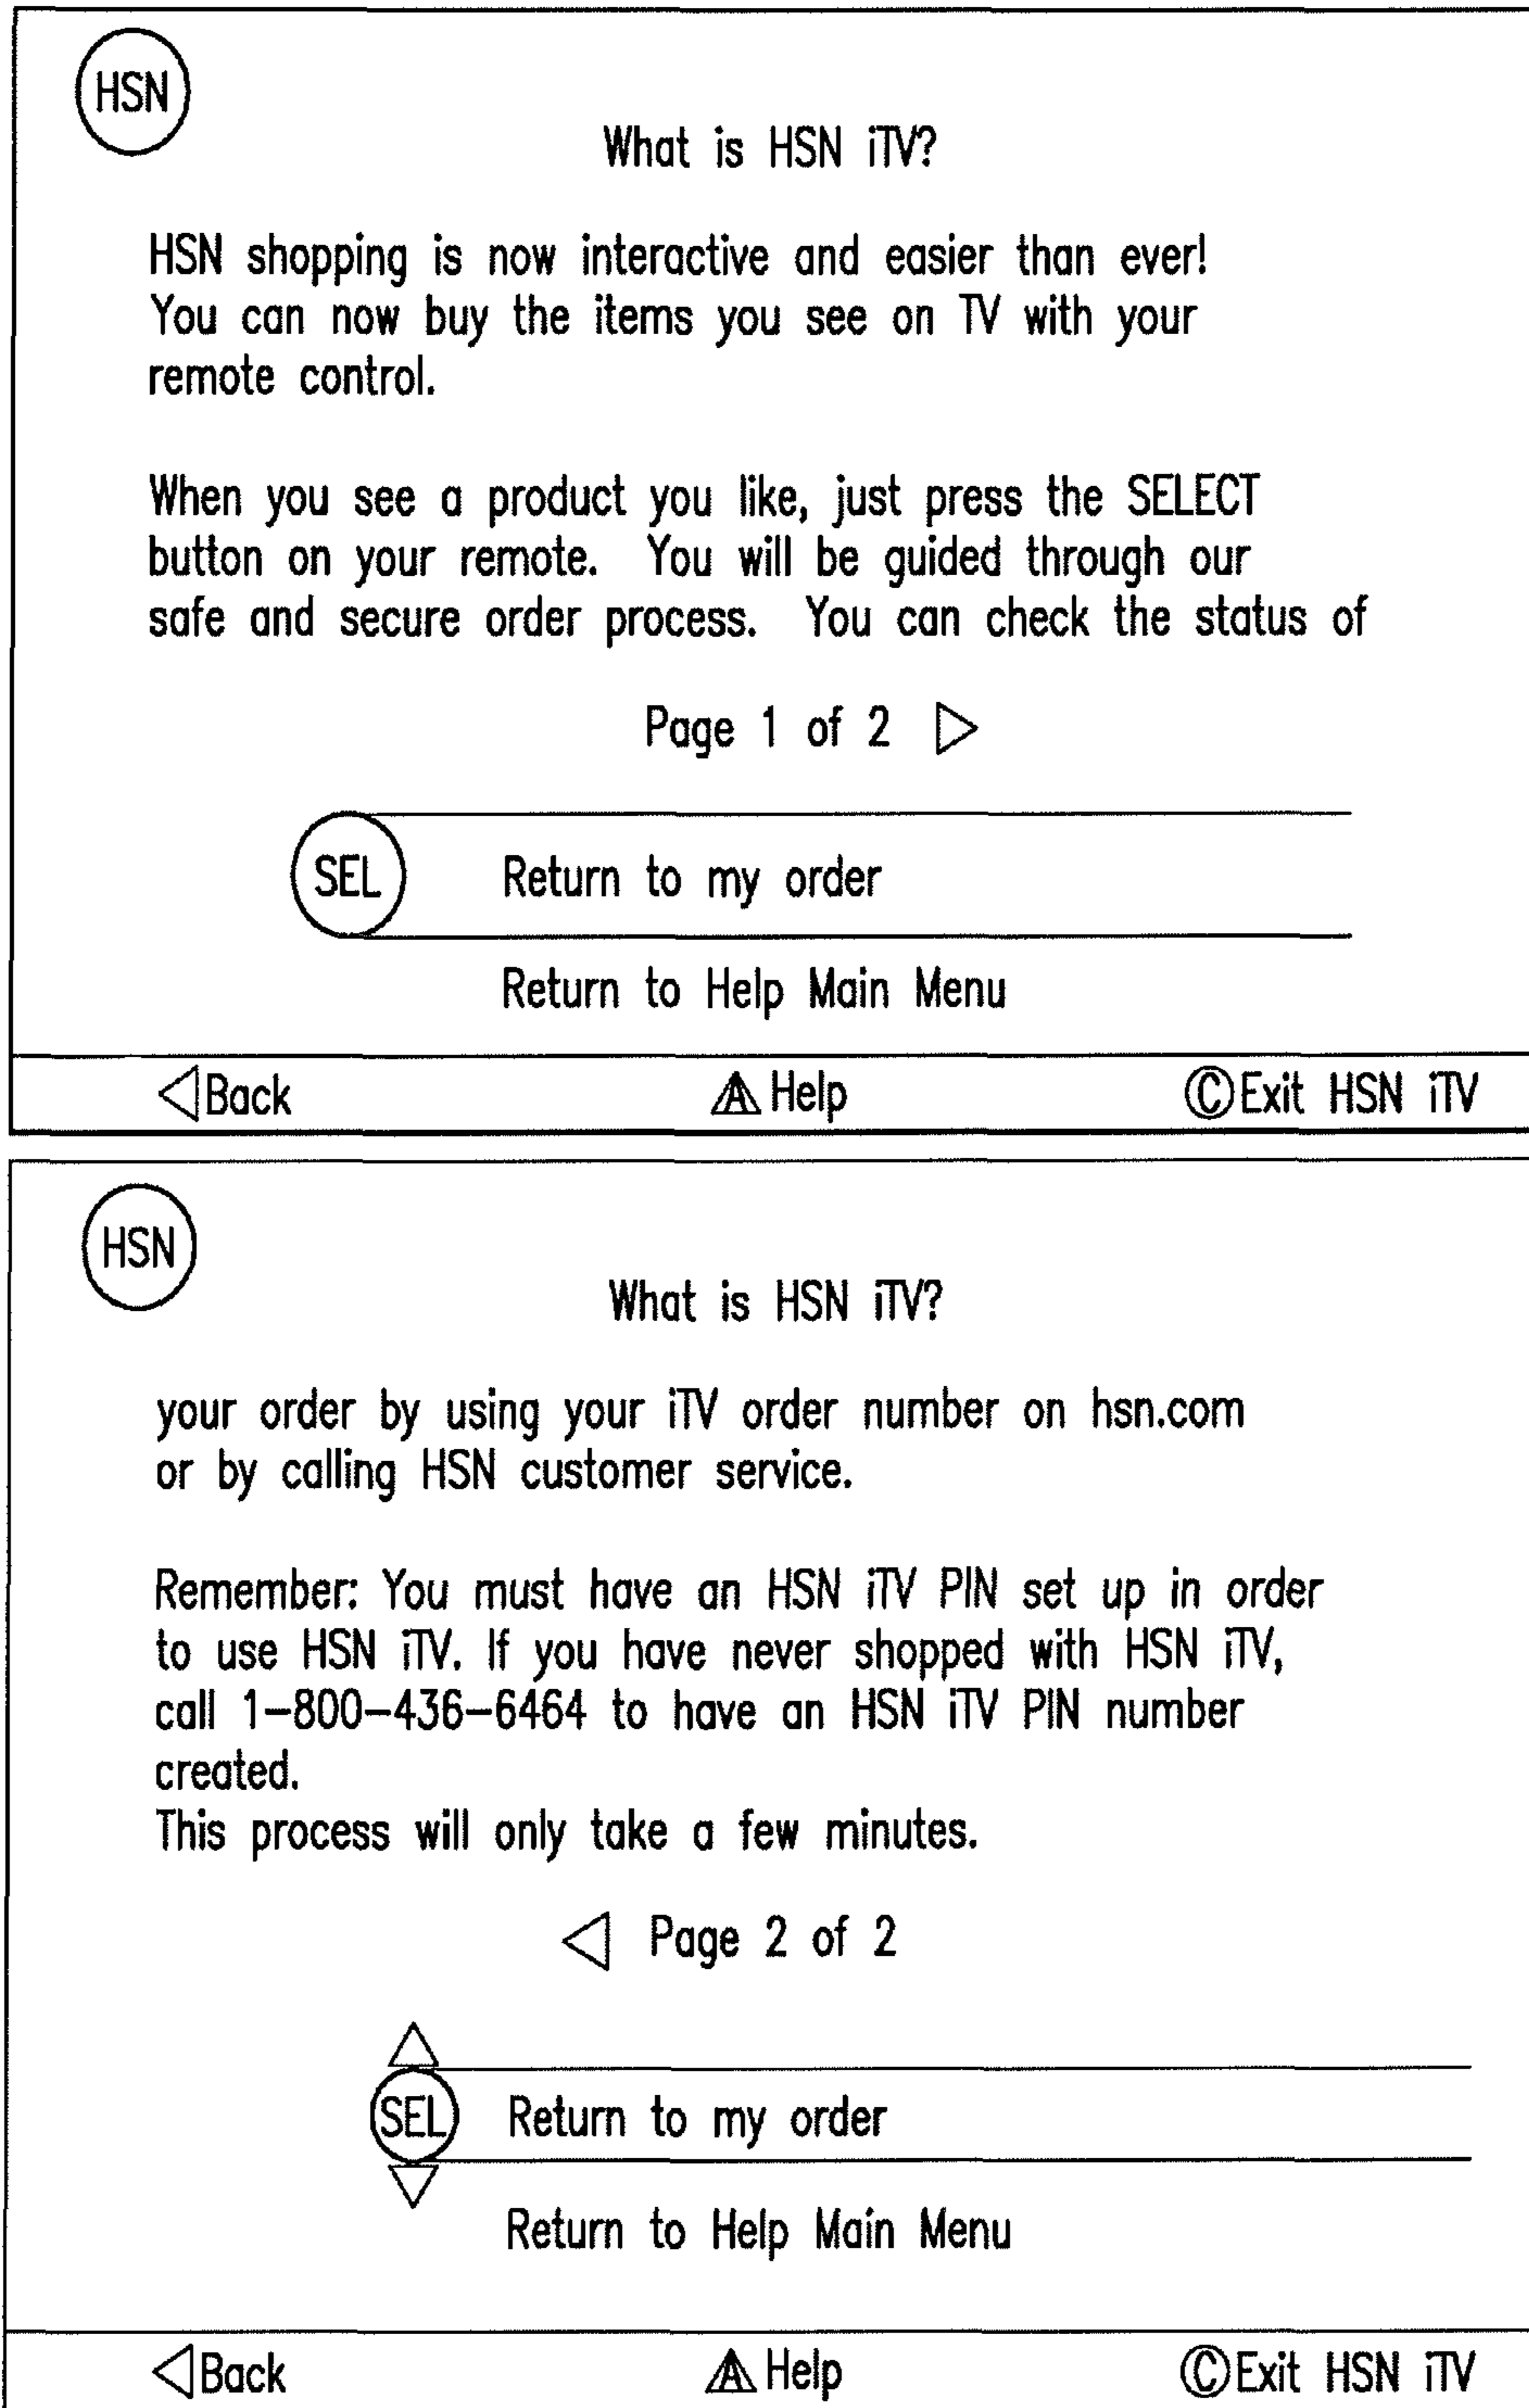 HSN
What is HSN iTV?
HSN shopping is now interactive and easier than ever!
You can now buy the items you see on TV with your
remote control.
When you see a product you like, just press the SELECT
button on your remote. You will be guided through our
safe and secure order process. You can check the status of
Page 1 of 2
SEL Return to my order
Return to Help Main Menu
Back A Help C Exit HSN iTV
HSN
What is HSN iTV?
your order by using your iTV order number on hsn.com
or by calling HSN customer service.
Remember: You must have an HSN iTV PIN set up in order
to use HSN iTV. If you have never shopped with HSN iTV,
call 1-800-436-6464 to have an HSN iTV PIN number
created.
This process will only take a few minutes.
Page 2 of 2
SEL Return to my order
Return to Help Main Menu
Back A Help C Exit HSN iTV